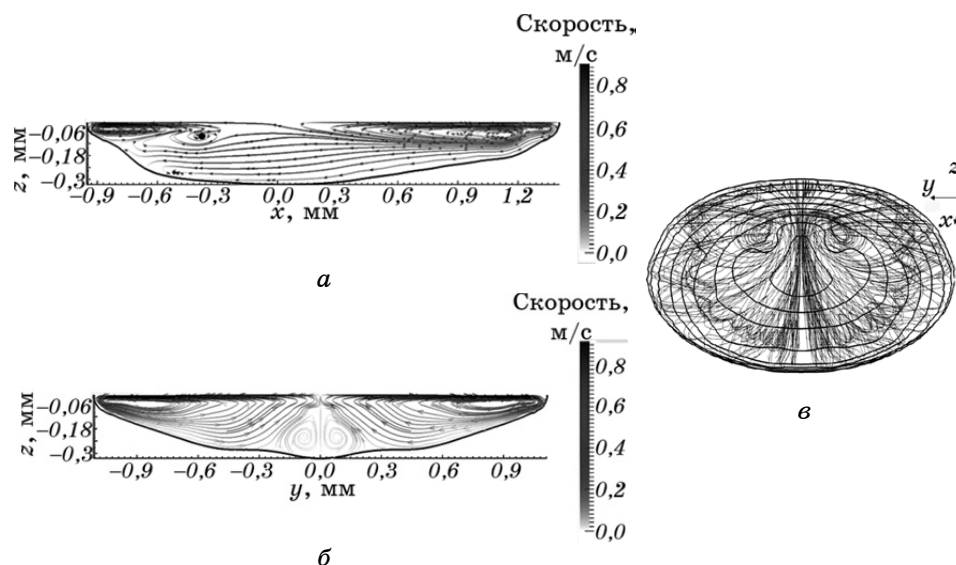 Скорость,
м/с
0,8
0,6
0,4
0,2
0,0
z, мм
−0,06
−0,18
−0,3
−0,9 −0,6 −0,3 0,0 0,3 0,6 0,9 1,2
x, мм
а
Скорость,
м/с
0,8
0,6
0,4
0,2
0,0
z, мм
−0,06
−0,18
−0,3
−0,9 −0,6 −0,3 0,0 0,3 0,6 0,9
y, мм
б
z
y
x
в